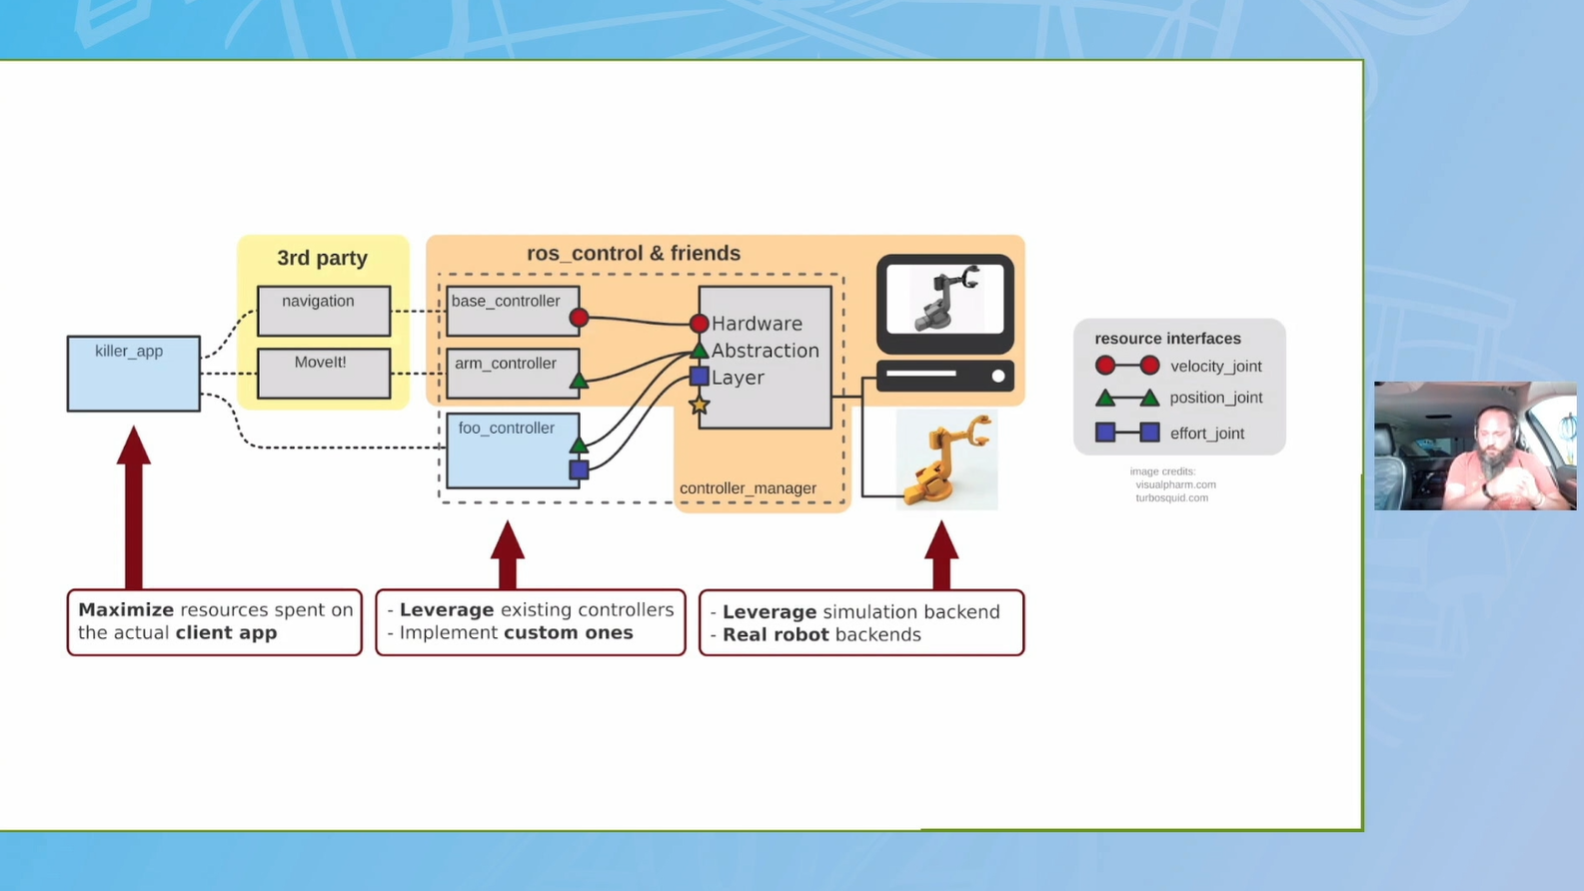 3rd party
ros_control & friends
navigation
MoveIt!
killer_app
base_controller
arm_controller
foo_controller
Hardware
Abstraction
Layer
controller_manager
resource interfaces
velocity_joint
position_joint
effort_joint
image credits:
visualpharm.com
turbosquid.com
Maximize resources spent on
the actual client app
- Leverage existing controllers
- Implement custom ones
- Leverage simulation backend
- Real robot backends